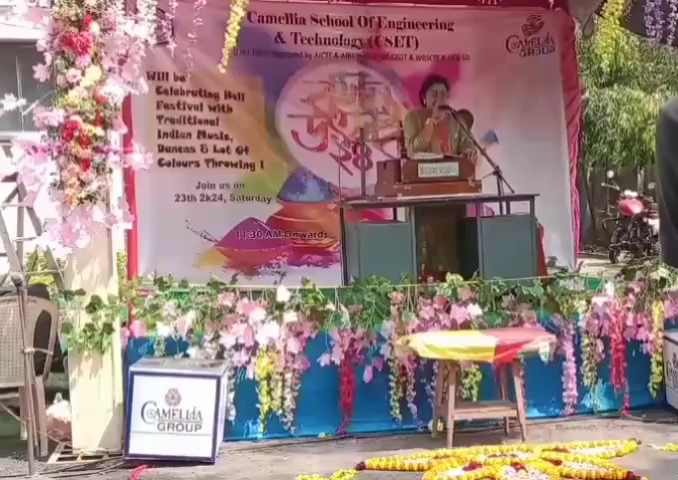 Camellia School Of Engineering
& Technology (CSET)
CAMELLIA
GROUP
Will be
Celebrating Holi
Festival with
Traditional
Indian Music,
Dances & Lot Of
Colours Throwing !
Join us on
23th 2k24, Saturday
11:30 AM Onwards
CAMELLIA
GROUP